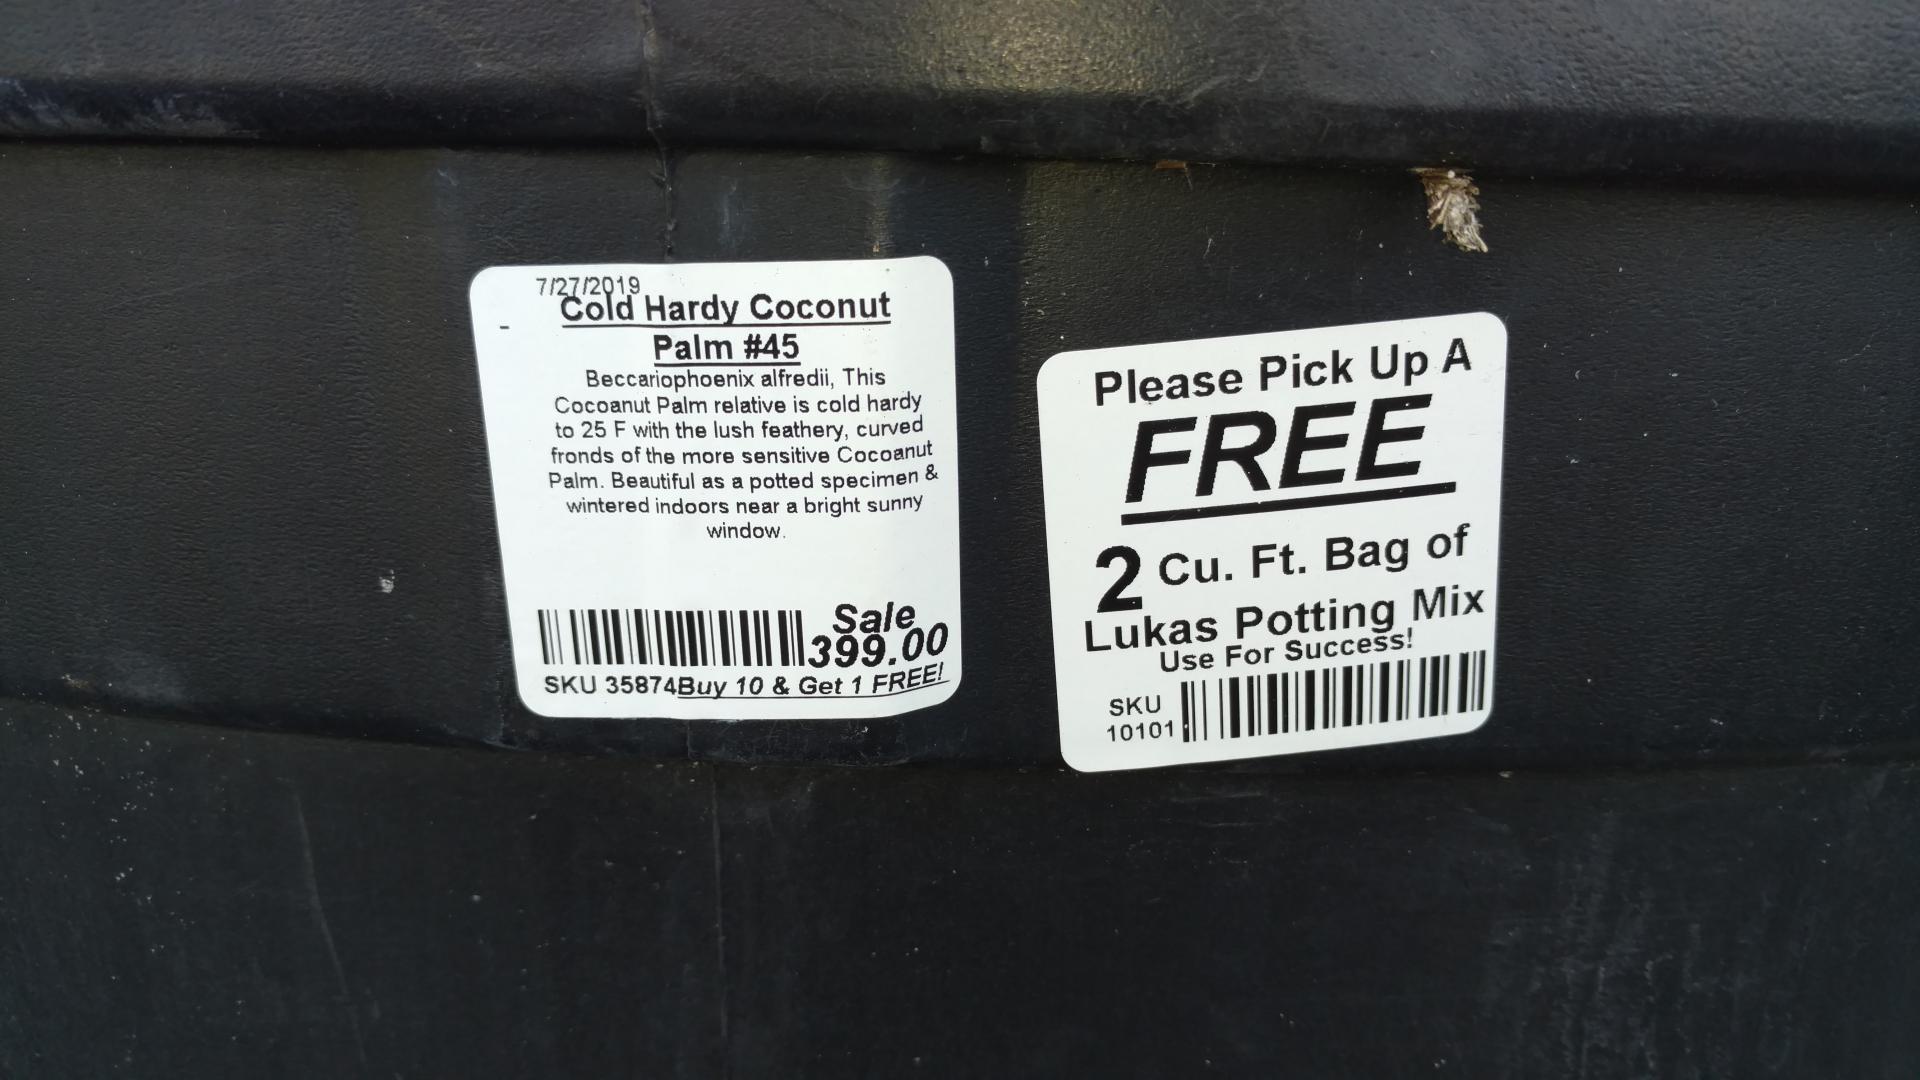 7/27/2019
Cold Hardy Coconut
Palm #45
Beccariophoenix alfredii, This
Cocoanut Palm relative is cold hardy
to 25 F with the lush feathery, curved
fronds of the more sensitive Cocoanut
Palm. Beautiful as a potted specimen &
wintered indoors near a bright sunny
window.
Sale
399.00
SKU 35874 Buy 10 & Get 1 FREE!
Please Pick Up A
FREE
2 Cu. Ft. Bag of
Lukas Potting Mix
Use For Success!
SKU
10101